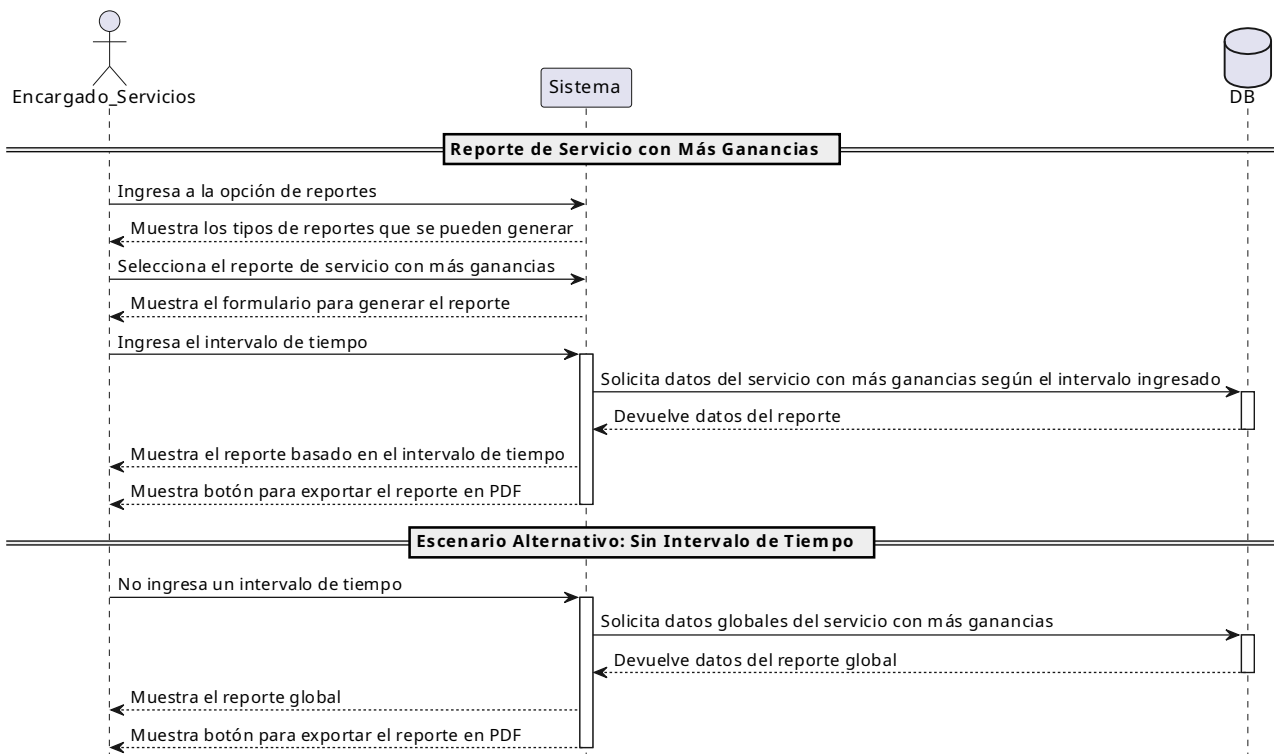 Encargado_Servicios
Sistema
DB
Reporte de Servicio con Más Ganancias
Ingresa a la opción de reportes
Muestra los tipos de reportes que se pueden generar
Selecciona el reporte de servicio con más ganancias
Muestra el formulario para generar el reporte
Ingresa el intervalo de tiempo
Solicita datos del servicio con más ganancias según el intervalo ingresado
Devuelve datos del reporte
Muestra el reporte basado en el intervalo de tiempo
Muestra botón para exportar el reporte en PDF
Escenario Alternativo: Sin Intervalo de Tiempo
No ingresa un intervalo de tiempo
Solicita datos globales del servicio con más ganancias
Devuelve datos del reporte global
Muestra el reporte global
Muestra botón para exportar el reporte en PDF